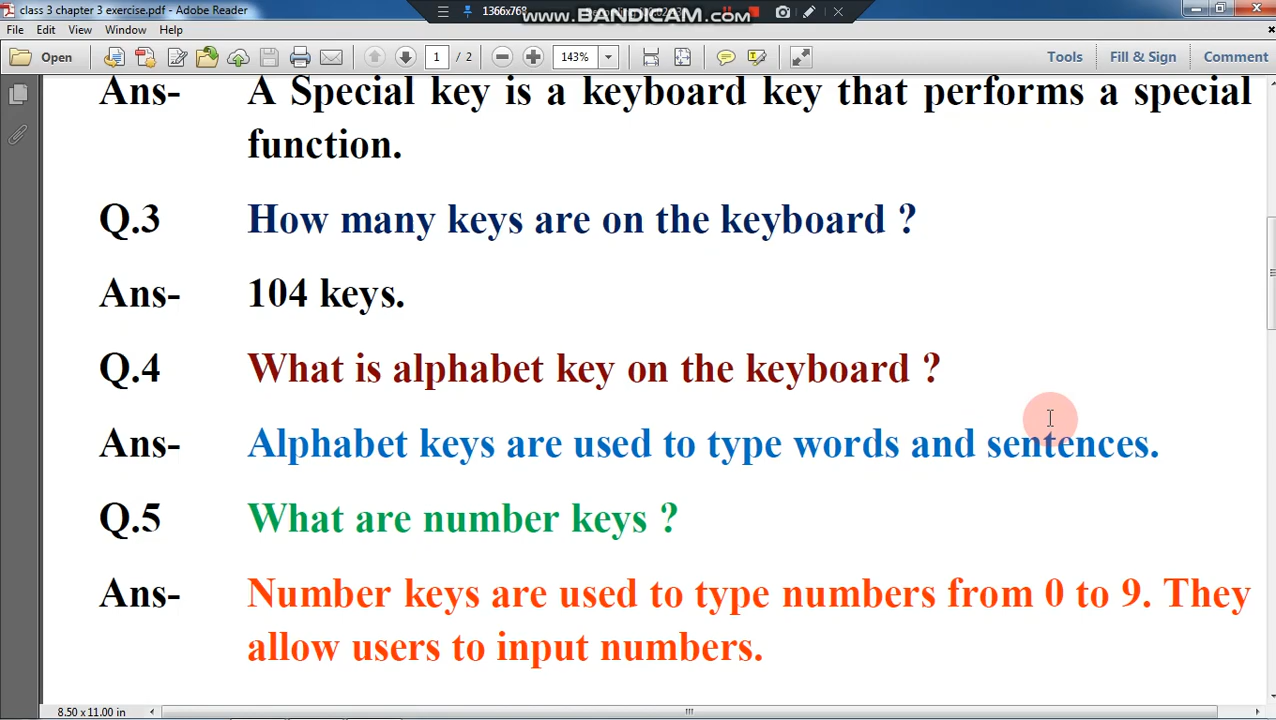 class 3 chapter 3 exercise.pdf - Adobe Reader
1366x768
www.BANDICAM.com
File Edit View Window Help
Open 1 / 2 143% Tools Fill & Sign Comment
Ans- A Special key is a keyboard key that performs a special
function.
Q.3 How many keys are on the keyboard ?
Ans- 104 keys.
Q.4 What is alphabet key on the keyboard ?
Ans- Alphabet keys are used to type words and sentences.
Q.5 What are number keys ?
Ans- Number keys are used to type numbers from 0 to 9. They
allow users to input numbers.
8.50 x 11.00 in